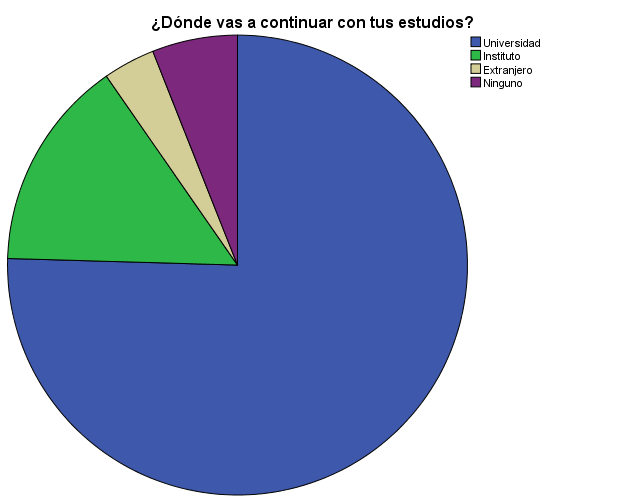 ¿Dónde vas a continuar con tus estudios?
Universidad
Instituto
Extranjero
Ninguno